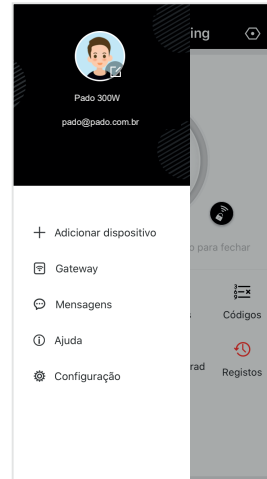 ing
Pado 300W
pado@pado.com.br
Adicionar dispositivo
para fechar
Gateway
Mensagens
Códigos
Ajuda
rad
Registos
Configuração